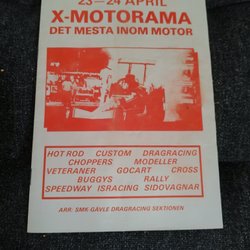 23-24 APRIL
X-MOTORAMA
DET MESTA INOM MOTOR
HOT ROD CUSTOM DRAGRACING
CHOPPERS MODELLER
VETERANER GOCART CROSS
BUGGYS RALLY
SPEEDWAY ISRACING SIDOVAGNAR
ARR: SMK GÄVLE DRAGRACING SEKTIONEN